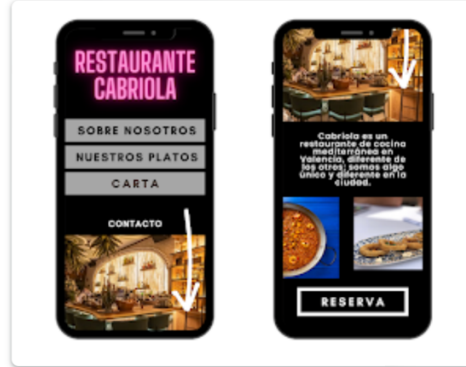 RESTAURANTE
CABRIOLA
SOBRE NOSOTROS
NUESTROS PLATOS
CARTA
CONTACTO
Cabriola es un
restaurante de cocina
mediterránea en
Valencia, diferente de
los otros; somos algo
único y diferente en la
ciudad.
RESERVA